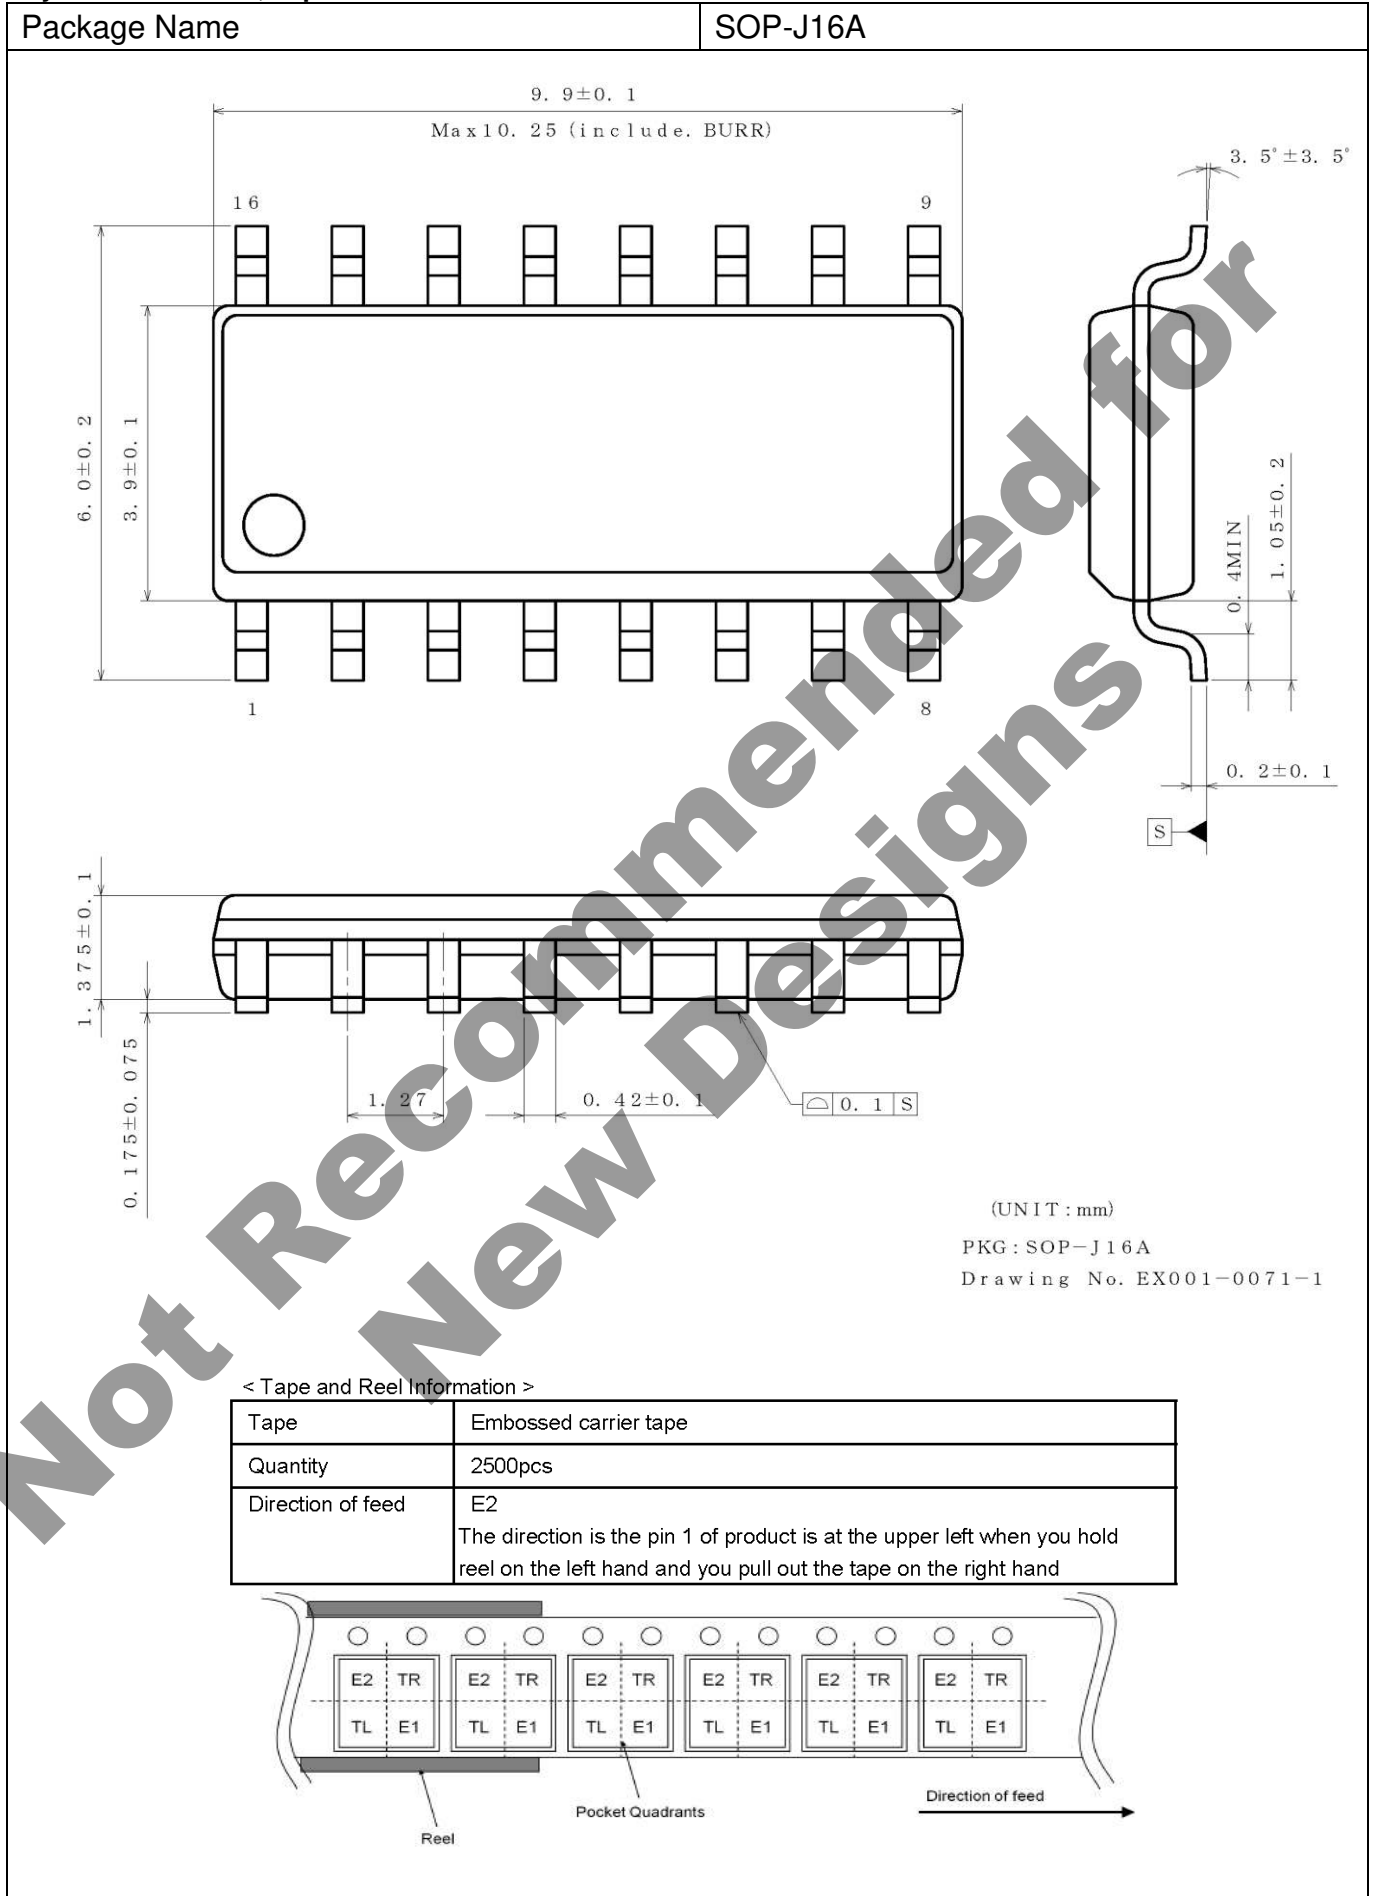 Package Name
SOP-J16A
9. 9±0. 1
Max10. 25 (include. BURR)
3. 5°±3. 5°
16
9
6. 0±0. 2
3. 9±0. 1
0. 4MIN
1. 05±0. 2
1
8
0. 2±0. 1
S
1. 375±0. 1
0. 175±0. 075
1. 27
0. 42±0. 1
0. 1 S
(UNIT : mm)
PKG : SOP-J16A
Drawing No. EX001-0071-1
Not Recommended for
New Designs
< Tape and Reel Information >
Tape
Embossed carrier tape
Quantity
2500pcs
Direction of feed
E2
The direction is the pin 1 of product is at the upper left when you hold
reel on the left hand and you pull out the tape on the right hand
E2 TR E2 TR E2 TR E2 TR E2 TR E2 TR
TL E1 TL E1 TL E1 TL E1 TL E1 TL E1
Direction of feed
Pocket Quadrants
Reel